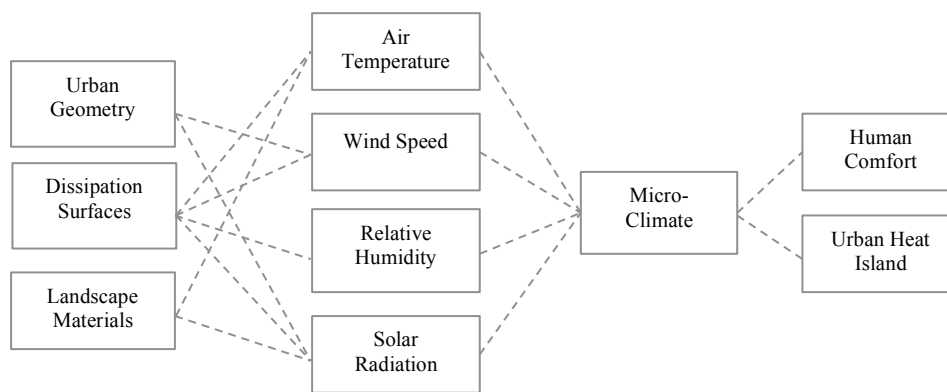 Urban
Geometry
Dissipation
Surfaces
Landscape
Materials
Air
Temperature
Wind Speed
Relative
Humidity
Solar
Radiation
Micro-
Climate
Human
Comfort
Urban Heat
Island